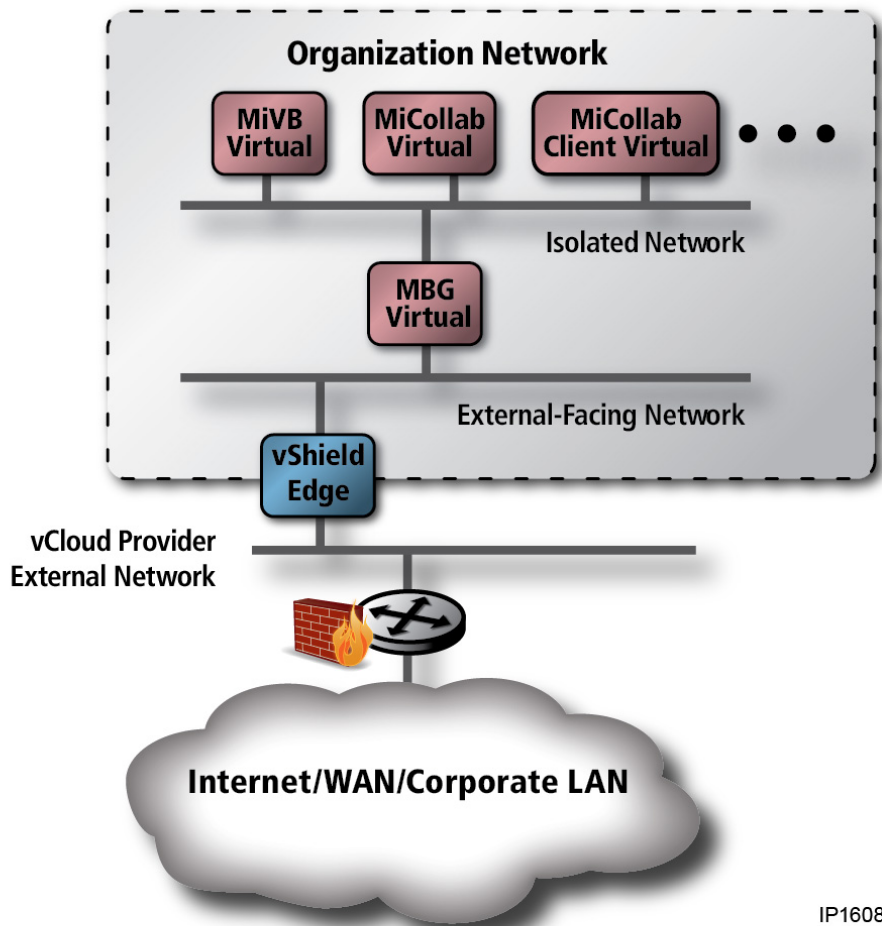 Organization Network
MiVB
Virtual
MiCollab
Virtual
MiCollab
Client Virtual
Isolated Network
MBG
Virtual
External-Facing Network
vShield
Edge
vCloud Provider
External Network
Internet/WAN/Corporate LAN
IP1608